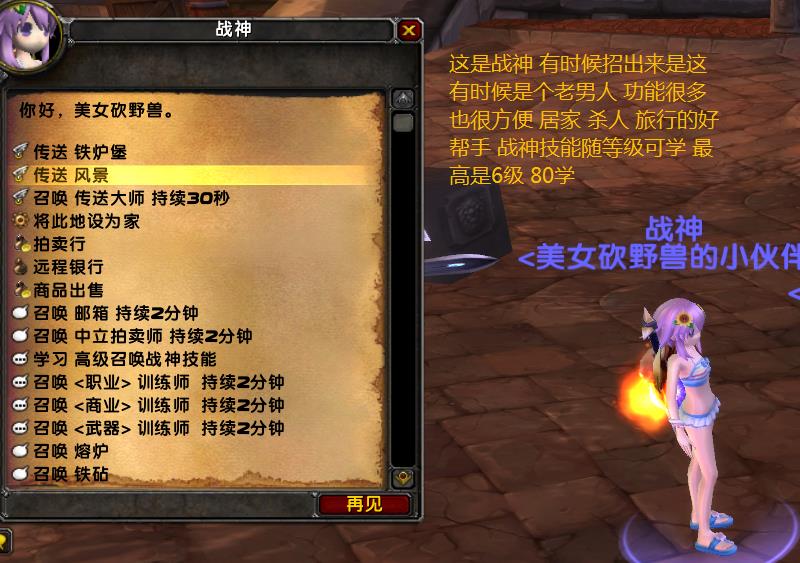 战神
你好，美女砍野兽。
传送 铁炉堡
传送 风景
召唤 传送大师 持续30秒
将此地设为家
拍卖行
远程银行
商品出售
召唤 邮箱 持续2分钟
召唤 中立拍卖师 持续2分钟
学习 高级召唤战神技能
召唤 <职业> 训练师 持续2分钟
召唤 <商业> 训练师 持续2分钟
召唤 <武器> 训练师 持续2分钟
召唤 熔炉
召唤 铁砧
再见
这是战神 有时候招出来是这
有时候是个老男人 功能很多
也很方便 居家 杀人 旅行的好
帮手 战神技能随等级可学 最
高是6级 80学
战神
<美女砍野兽的小伙伴
<